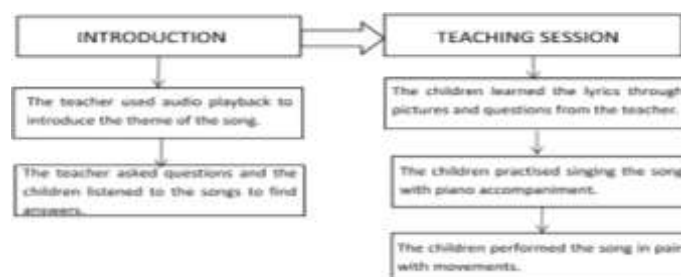 INTRODUCTION
The teacher used audio playback to
introduce the theme of the song.
The teacher asked questions and the
children listened to the songs to find
answers.
TEACHING SESSION
The children learned the lyrics through
pictures and questions from the teacher.
The children practised singing the song
with piano accompaniment.
The children performed the song in pair
with movements.